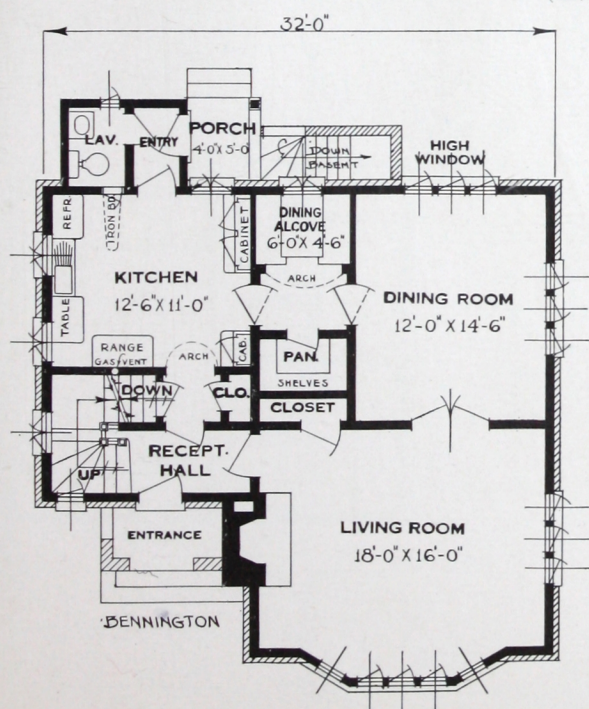 32'-0"
LAV.
ENTRY
PORCH
4'-0" X 5'-0"
DOWN
BASEM'T
HIGH
WINDOW
REFR.
IRON BD.
CABINET
DINING
ALCOVE
6'-0" X 4'-6"
ARCH
KITCHEN
12'-6" X 11'-0"
DINING ROOM
12'-0" X 14'-6"
TABLE
RANGE
GAS VENT
ARCH
CAB.
PAN.
SHELVES
DOWN
CLO.
CLOSET
RECEPT.
HALL
UP
ENTRANCE
LIVING ROOM
18'-0" X 16'-0"
BENNINGTON